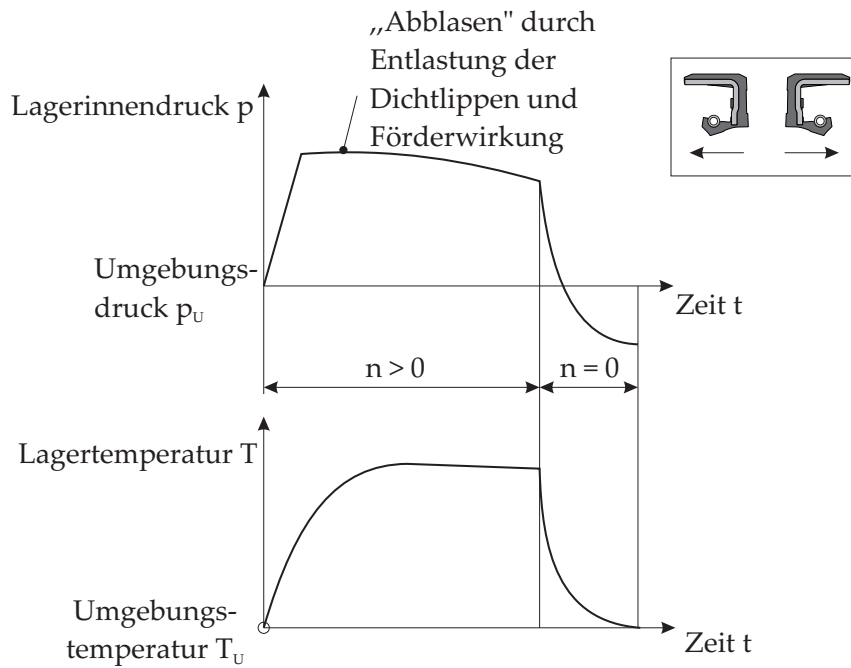 ,,Abblasen" durch
Entlastung der
Dichtlippen und
Förderwirkung
Lagerinnendruck p
Umgebungs-
druck pU
Zeit t
n > 0
n = 0
Lagertemperatur T
Umgebungs-
temperatur TU
Zeit t